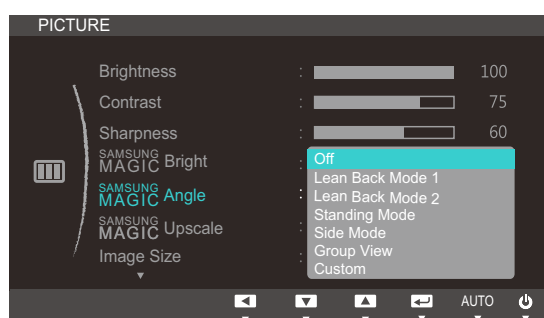 PICTURE
Brightness : 100
Contrast : 75
Sharpness : 60
SAMSUNG MAGIC Bright :
SAMSUNG MAGIC Angle :
SAMSUNG MAGIC Upscale :
Image Size :
Off
Lean Back Mode 1
Lean Back Mode 2
Standing Mode
Side Mode
Group View
Custom
AUTO